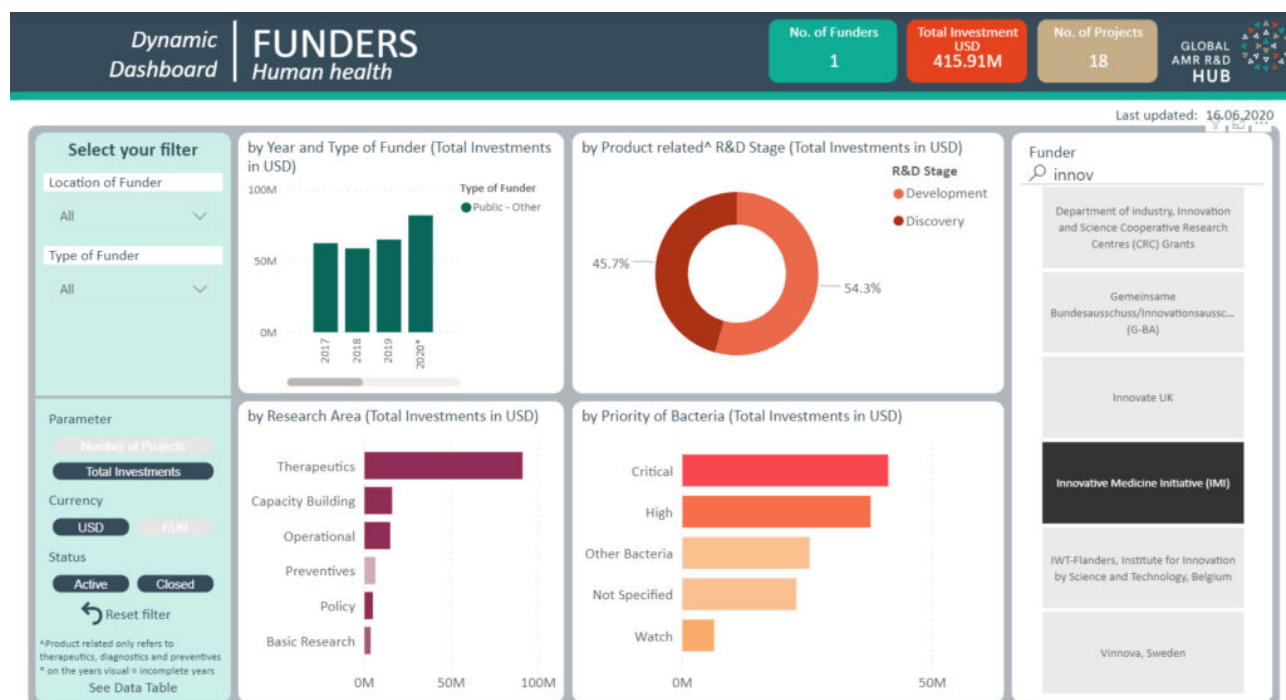 Dynamic
Dashboard
FUNDERS
Human health
No. of Funders
1
Total Investment
USD
415.91M
No. of Projects
18
GLOBAL
AMR R&D
HUB
Last updated: 16.06.2020
Select your filter
Location of Funder
All
Type of Funder
All
Parameter
Number of Projects
Total Investments
Currency
USD
EUR
Status
Active
Closed
Reset filter
^Product related only refers to
therapeutics, diagnostics and preventives
* on the years visual = incomplete years
See Data Table
by Year and Type of Funder (Total Investments
in USD)
100M
50M
0M
2017
2018
2019
2020*
Type of Funder
Public - Other
by Product related^ R&D Stage (Total Investments in USD)
R&D Stage
Development
Discovery
45.7%
54.3%
by Research Area (Total Investments in USD)
Therapeutics
Capacity Building
Operational
Preventives
Policy
Basic Research
0M
50M
100M
by Priority of Bacteria (Total Investments in USD)
Critical
High
Other Bacteria
Not Specified
Watch
0M
50M
Funder
innov
Department of industry, Innovation
and Science Cooperative Research
Centres (CRC) Grants
Gemeinsame
Bundesausschuss/Innovationsaussc...
(G-BA)
Innovate UK
Innovative Medicine Initiative (IMI)
IWT-Flanders, Institute for Innovation
by Science and Technology, Belgium
Vinnova, Sweden